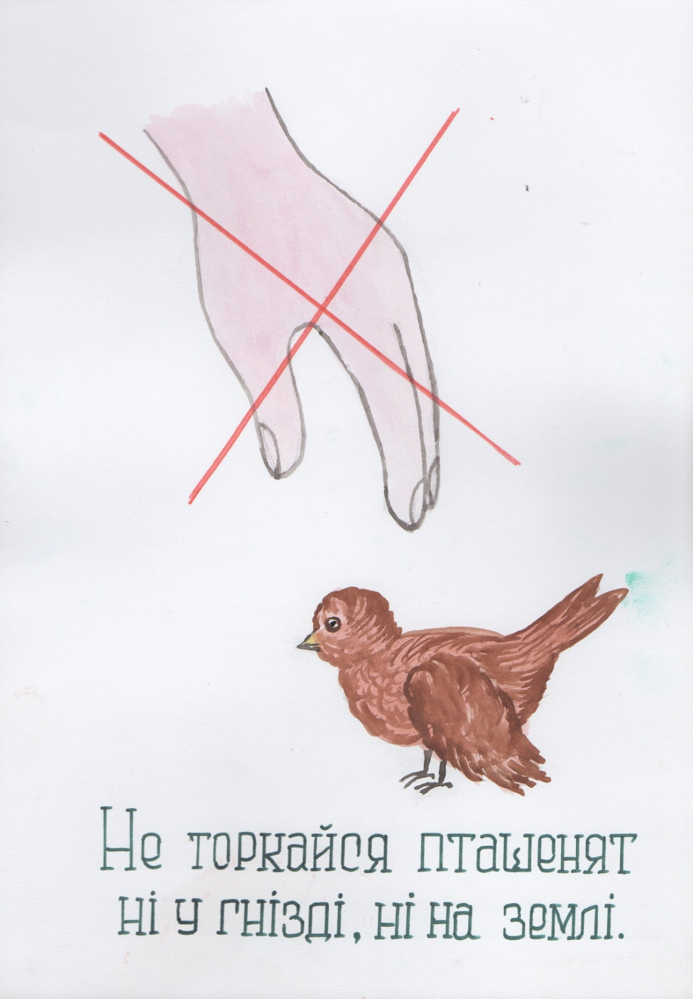 Не торкайся пташенят
ні у гнізді, ні на землі.